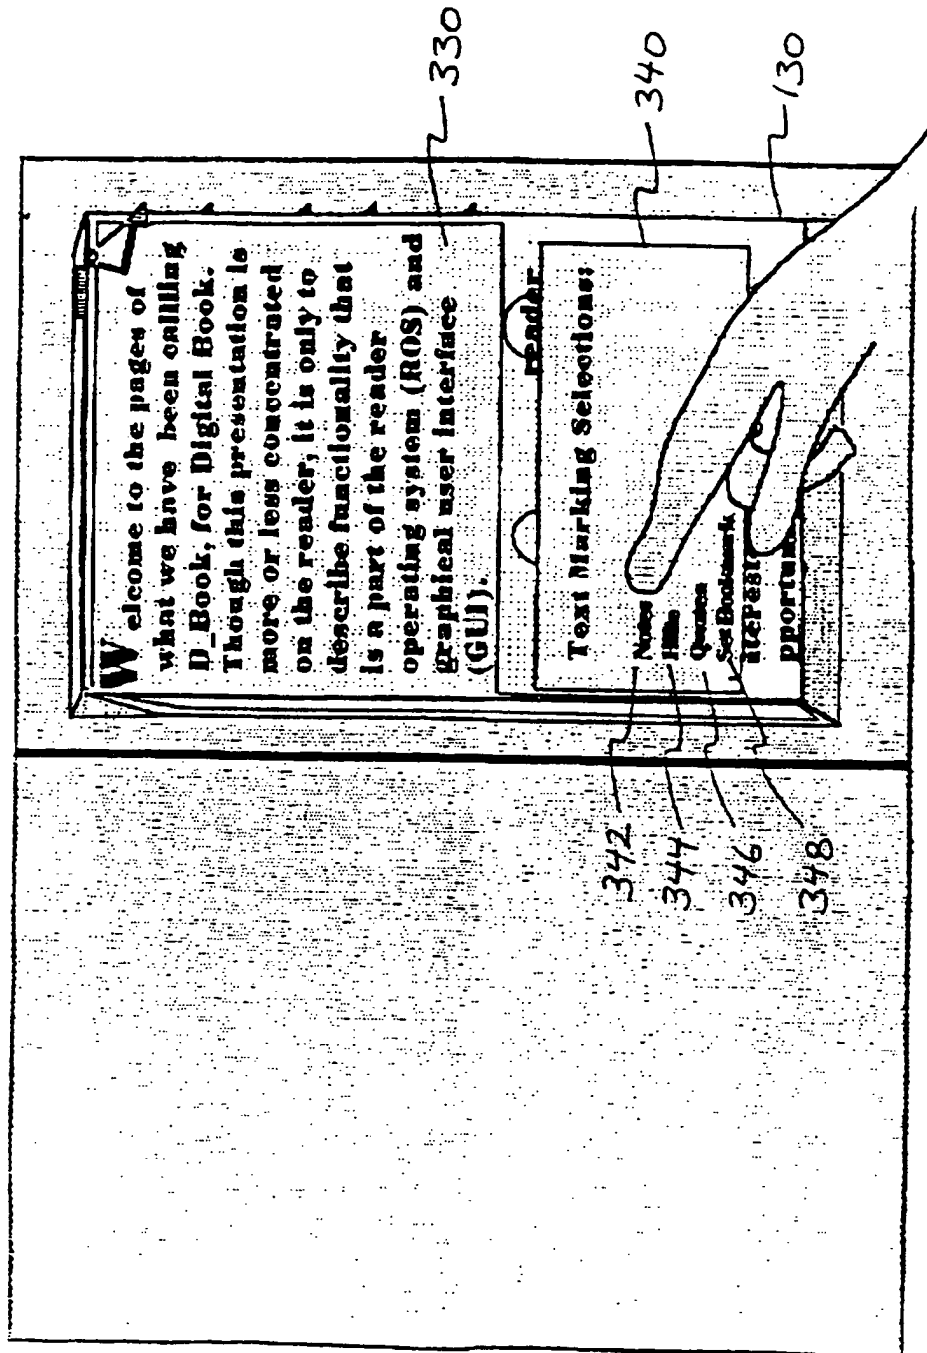 Welcome to the pages of
what we have been calling
D_Book, for Digital Book.
Though this presentation is
more or less concentrated
on the reader, it is only to
describe functionality that
is a part of the reader
operating system (ROS) and
graphical user interface
(GUI).
330
reader
340
Text Marking Selections:
342 Notes
344 Hilite
346 Quotes
348 Set Bookmark
130